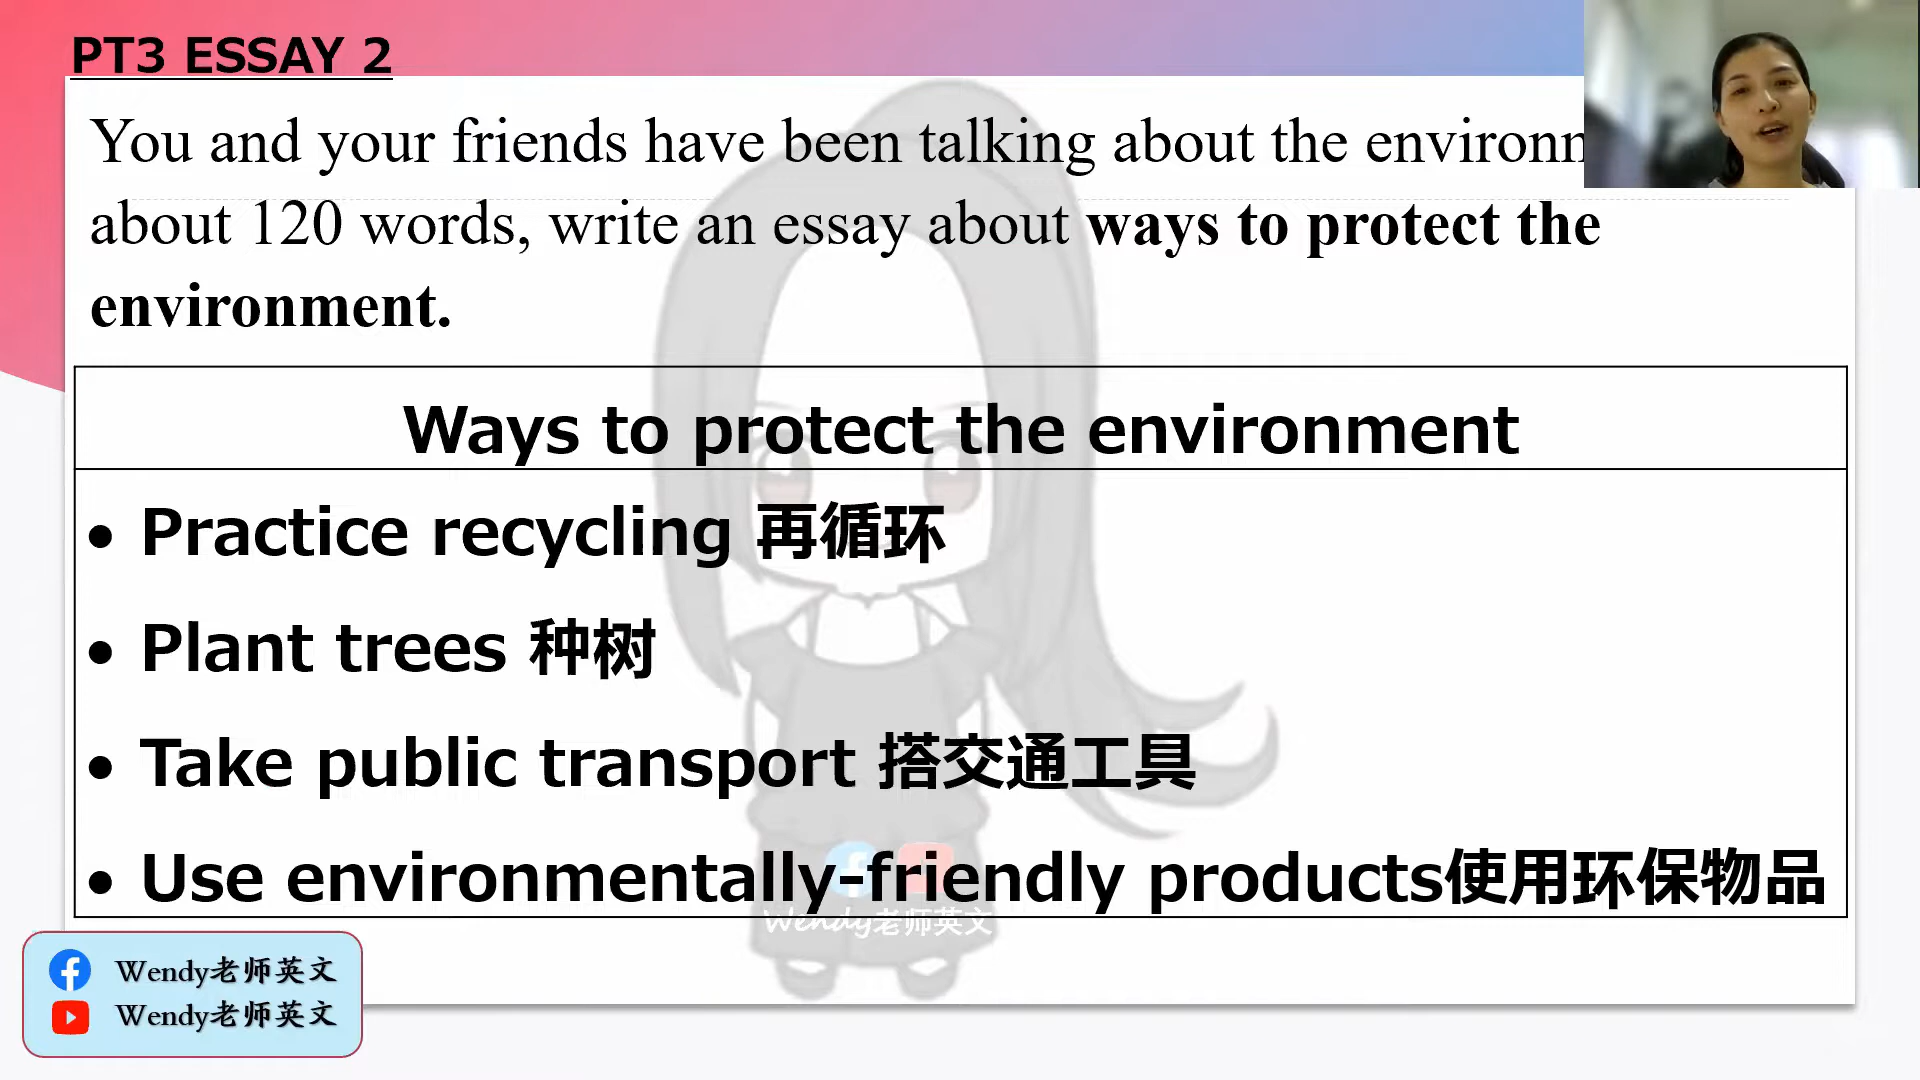 PT3 ESSAY 2
You and your friends have been talking about the
about 120 words, write an essay about ways to protect the
environment.
Ways to protect the environment
• Practice recycling 再循环
• Plant trees 种树
• Take public transport 搭交通工具
• Use environmentally-friendly products使用环保物品
Wendy老师英文
Wendy老师英文
Wendy老师英文